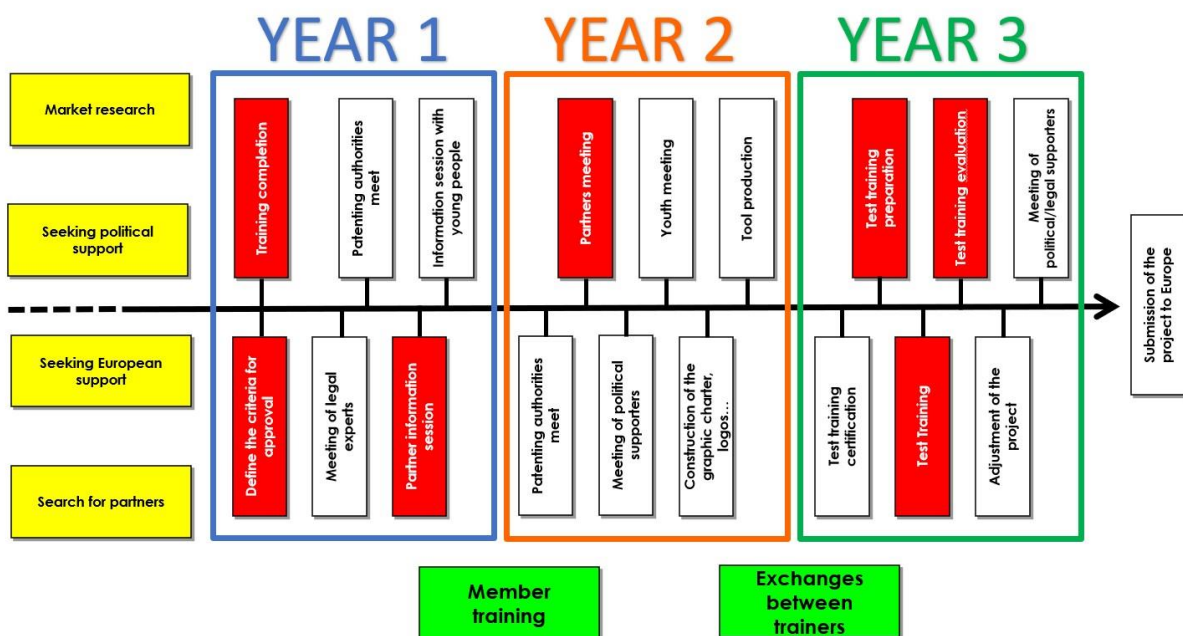 YEAR 1
YEAR 2
YEAR 3
Market research
Seeking political
support
Seeking European
support
Search for partners
Training completion
Patenting authorities
meet
Information session with
young people
Define the criteria for
approval
Meeting of legal
experts
Partner information
session
Partners meeting
Youth meeting
Tool production
Patenting authorities
meet
Meeting of political
supporters
Construction of the
graphic charter,
logos...
Test training
preparation
Test training evaluation
Meeting of
political/legal supporters
Test training
certification
Test Training
Adjustment of the
project
Submission of the
project to Europe
Member
training
Exchanges
between
trainers